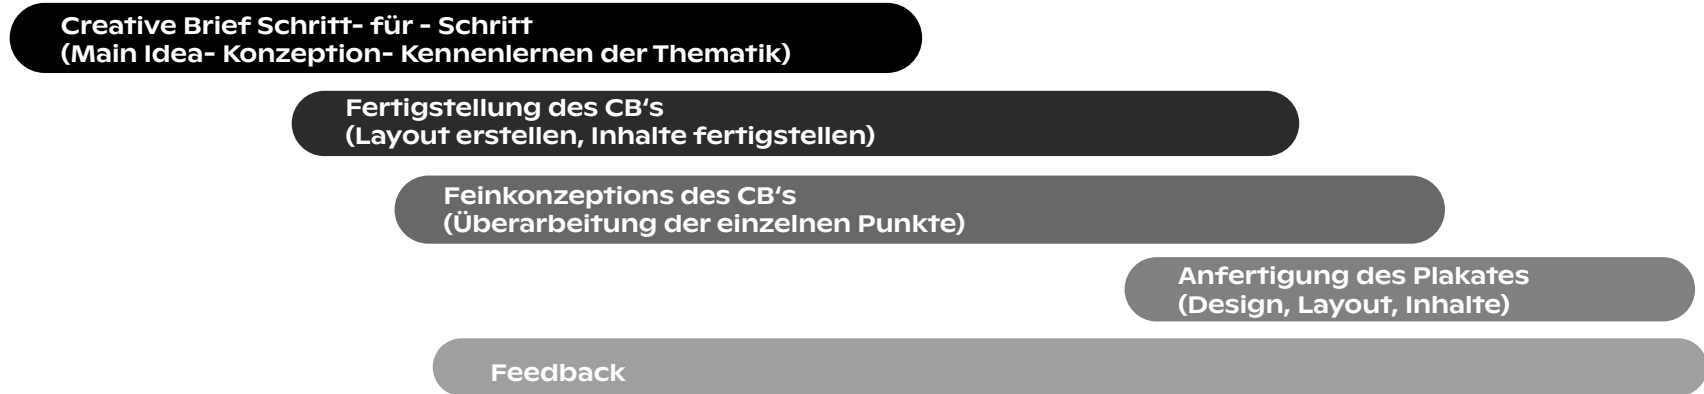 Creative Brief Schritt- für - Schritt
(Main Idea- Konzeption- Kennenlernen der Thematik)
Fertigstellung des CB‘s
(Layout erstellen, Inhalte fertigstellen)
Feinkonzeptions des CB‘s
(Überarbeitung der einzelnen Punkte)
Anfertigung des Plakates
(Design, Layout, Inhalte)
Feedback